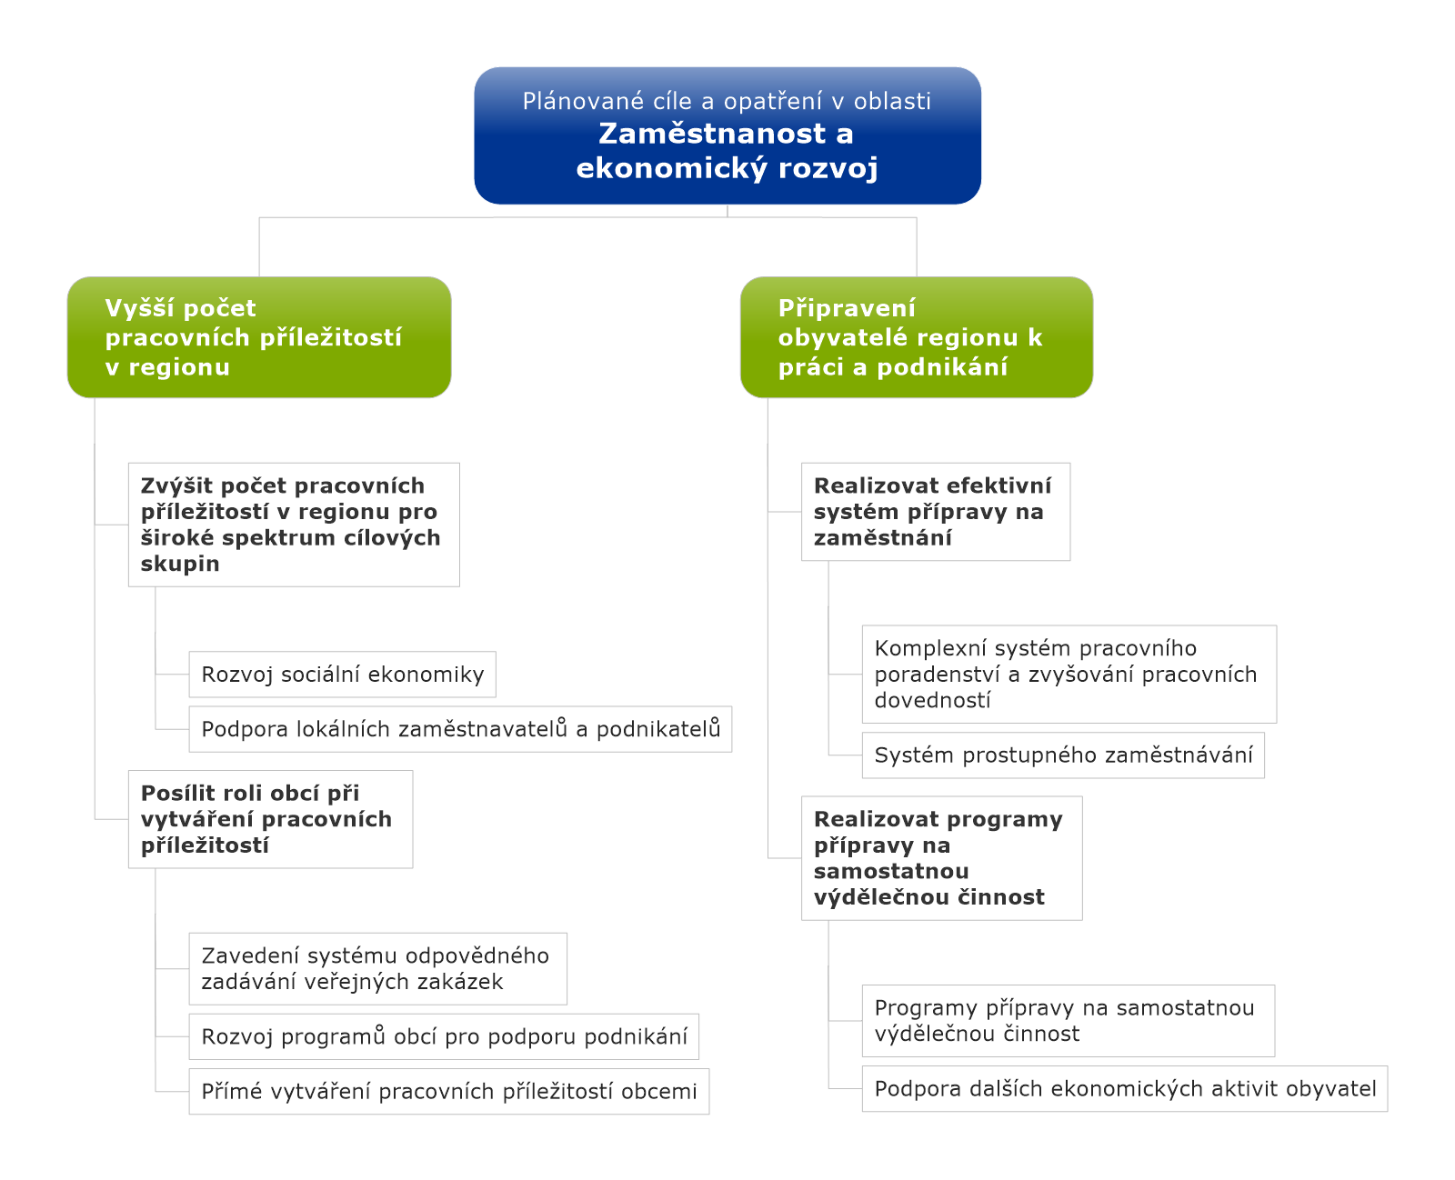 Plánované cíle a opatření v oblasti
Zaměstnanost a
ekonomický rozvoj
Vyšší počet
pracovních příležitostí
v regionu
Zvýšit počet pracovních
příležitostí v regionu pro
široké spektrum cílových
skupin
Rozvoj sociální ekonomiky
Podpora lokálních zaměstnavatelů a podnikatelů
Posílit roli obcí při
vytváření pracovních
příležitostí
Zavedení systému odpovědného
zadávání veřejných zakázek
Rozvoj programů obcí pro podporu podnikání
Přímé vytváření pracovních příležitostí obcemi
Připravení
obyvatelé regionu k
práci a podnikání
Realizovat efektivní
systém přípravy na
zaměstnání
Komplexní systém pracovního
poradenství a zvyšování pracovních
dovedností
Systém prostupného zaměstnávání
Realizovat programy
přípravy na
samostatnou
výdělečnou činnost
Programy přípravy na samostatnou
výdělečnou činnost
Podpora dalších ekonomických aktivit obyvatel